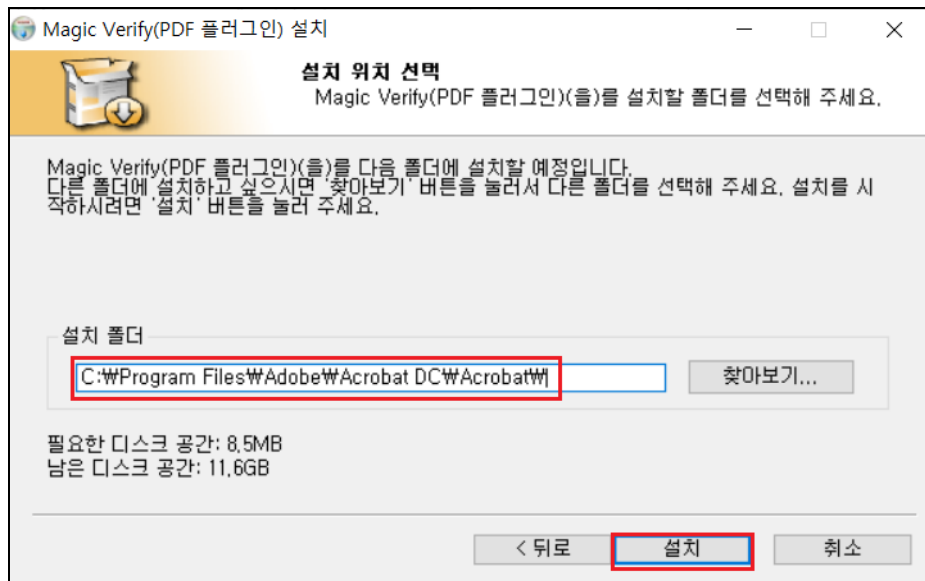 Magic Verify(PDF 플러그인) 설치
설치 위치 선택
Magic Verify(PDF 플러그인)(을)를 설치할 폴더를 선택해 주세요.
Magic Verify(PDF 플러그인)(을)를 다음 폴더에 설치할 예정입니다.
다른 폴더에 설치하고 싶으시면 '찾아보기' 버튼을 눌러서 다른 폴더를 선택해 주세요. 설치를 시
작하시려면 '설치' 버튼을 눌러 주세요.
설치 폴더
C:₩Program Files₩Adobe₩Acrobat DC₩Acrobat₩
찾아보기...
필요한 디스크 공간: 8.5MB
남은 디스크 공간: 11.6GB
< 뒤로
설치
취소